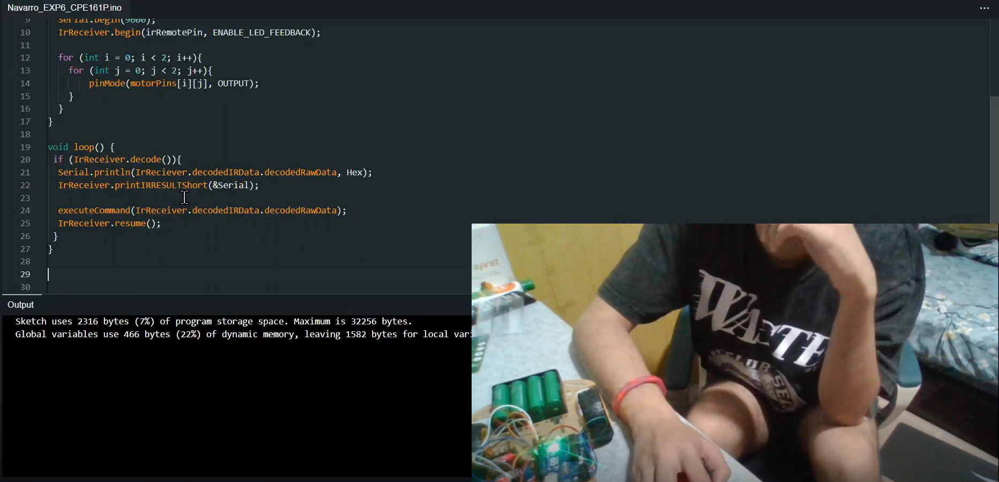 Navarro_EXP6_CPE161P.ino
9 Serial.begin(9600);
10 IrReceiver.begin(irRemotePin, ENABLE_LED_FEEDBACK);
11
12 for (int i = 0; i < 2; i++){
13 for (int j = 0; j < 2; j++){
14 pinMode(motorPins[i][j], OUTPUT);
15 }
16 }
17 }
18
19 void loop() {
20 if (IrReceiver.decode()){
21 Serial.println(IrReciever.decodedIRData.decodedRawData, Hex);
22 IrReceiver.printIRRESULTShort(&Serial);
23
24 executeCommand(IrReceiver.decodedIRData.decodedRawData);
25 IrReceiver.resume();
26 }
27 }
28
29
30
Output
Sketch uses 2316 bytes (7%) of program storage space. Maximum is 32256 bytes.
Global variables use 466 bytes (22%) of dynamic memory, leaving 1582 bytes for local vari
efirst
WASTE
CLUB
SEA